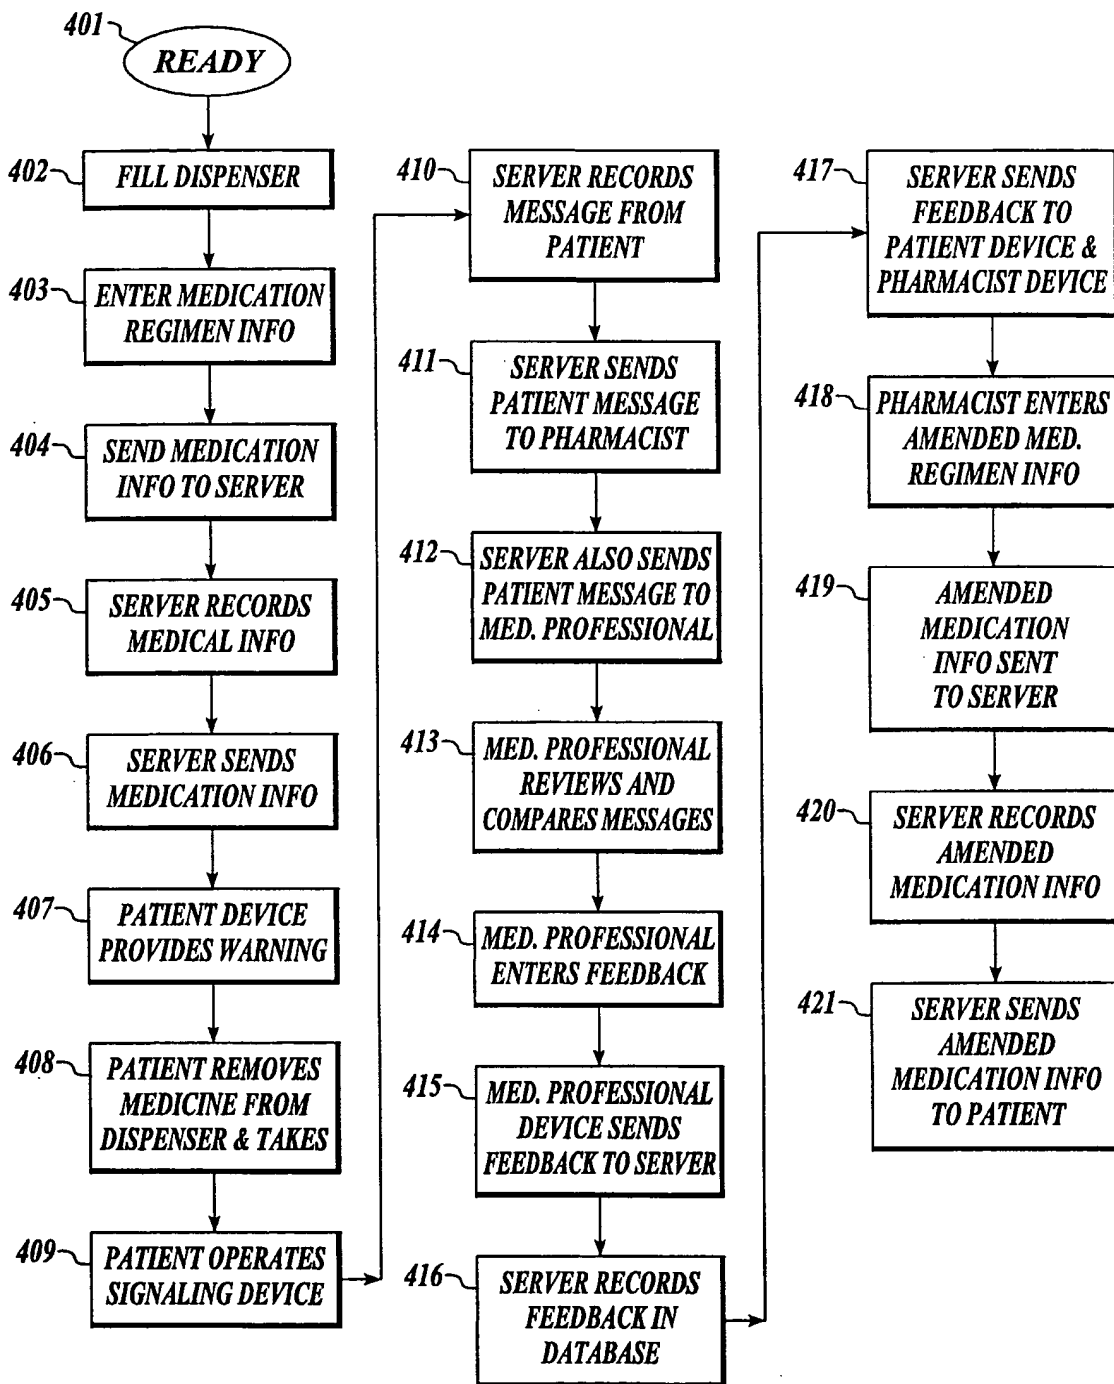 401
READY
402
FILL DISPENSER
403
ENTER MEDICATION
REGIMEN INFO
404
SEND MEDICATION
INFO TO SERVER
405
SERVER RECORDS
MEDICAL INFO
406
SERVER SENDS
MEDICATION INFO
407
PATIENT DEVICE
PROVIDES WARNING
408
PATIENT REMOVES
MEDICINE FROM
DISPENSER & TAKES
409
PATIENT OPERATES
SIGNALING DEVICE
410
SERVER RECORDS
MESSAGE FROM
PATIENT
411
SERVER SENDS
PATIENT MESSAGE
TO PHARMACIST
412
SERVER ALSO SENDS
PATIENT MESSAGE TO
MED. PROFESSIONAL
413
MED. PROFESSIONAL
REVIEWS AND
COMPARES MESSAGES
414
MED. PROFESSIONAL
ENTERS FEEDBACK
415
MED. PROFESSIONAL
DEVICE SENDS
FEEDBACK TO SERVER
416
SERVER RECORDS
FEEDBACK IN
DATABASE
417
SERVER SENDS
FEEDBACK TO
PATIENT DEVICE &
PHARMACIST DEVICE
418
PHARMACIST ENTERS
AMENDED MED.
REGIMEN INFO
419
AMENDED
MEDICATION
INFO SENT
TO SERVER
420
SERVER RECORDS
AMENDED
MEDICATION INFO
421
SERVER SENDS
AMENDED
MEDICATION INFO
TO PATIENT